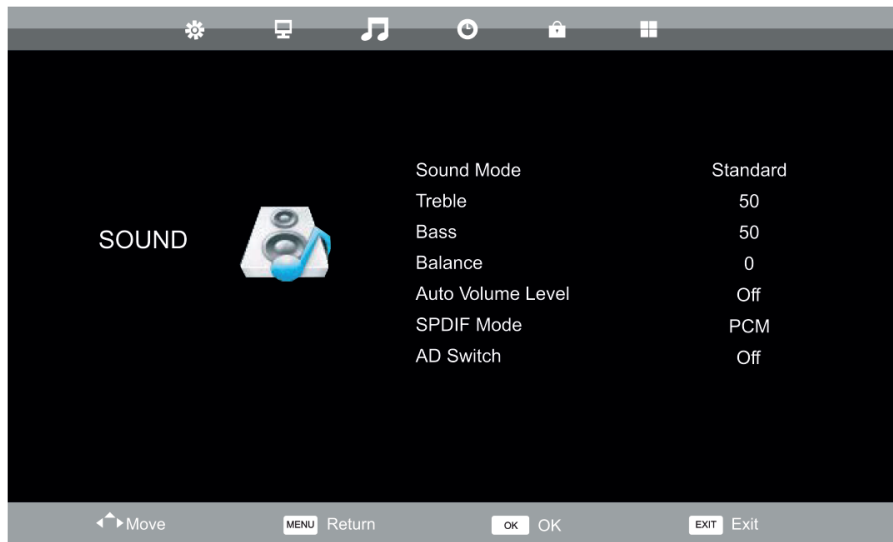 Sound Mode Standard
Treble 50
SOUND
Bass 50
Balance 0
Auto Volume Level Off
SPDIF Mode PCM
AD Switch Off
Move MENU Return OK OK EXIT Exit